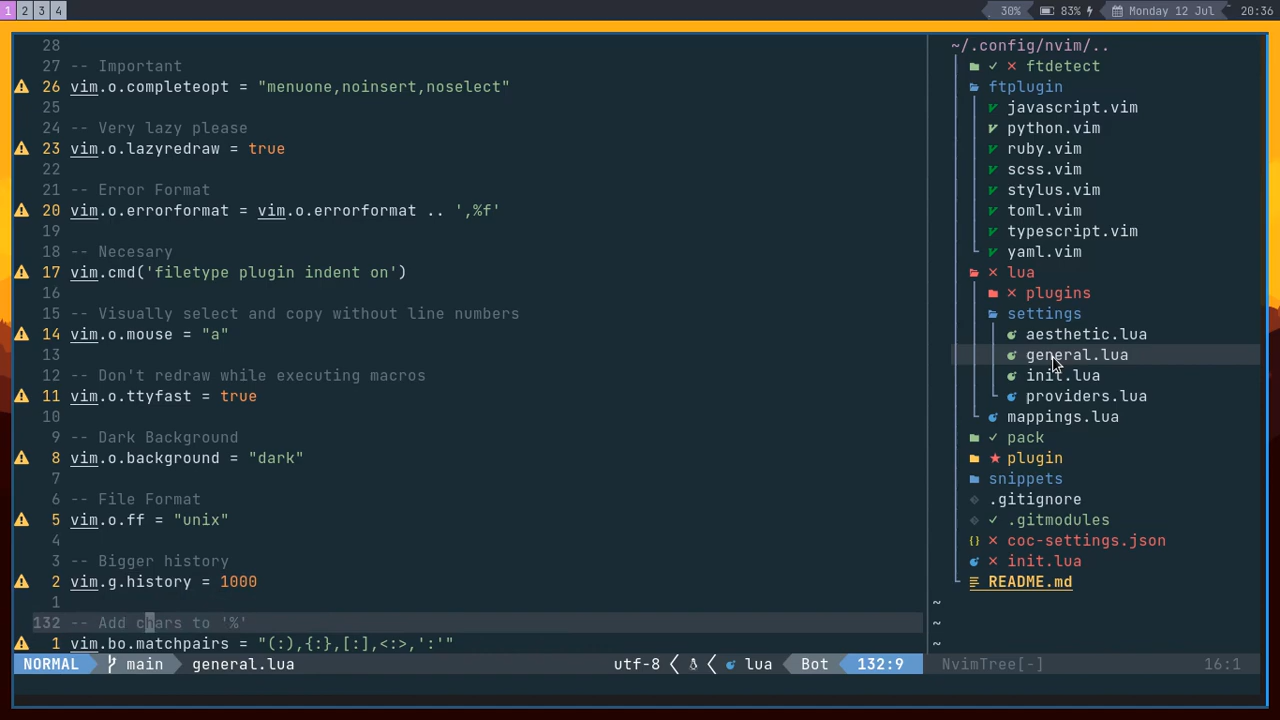 1 2 3 4
30% 83% Monday 12 Jul 20:36
28
27 -- Important
26 vim.o.completeopt = "menuone,noinsert,noselect"
25
24 -- Very lazy please
23 vim.o.lazyredraw = true
22
21 -- Error Format
20 vim.o.errorformat = vim.o.errorformat .. ',%f'
19
18 -- Necesary
17 vim.cmd('filetype plugin indent on')
16
15 -- Visually select and copy without line numbers
14 vim.o.mouse = "a"
13
12 -- Don't redraw while executing macros
11 vim.o.ttyfast = true
10
9 -- Dark Background
8 vim.o.background = "dark"
7
6 -- File Format
5 vim.o.ff = "unix"
4
3 -- Bigger history
2 vim.g.history = 1000
1
132 -- Add chars to '%'
1 vim.bo.matchpairs = "(:),{:},[:],<:>,':'"
NORMAL main general.lua utf-8 lua Bot 132:9
~/.config/nvim/..
✓ ✕ ftdetect
ftplugin
javascript.vim
python.vim
ruby.vim
scss.vim
stylus.vim
toml.vim
typescript.vim
yaml.vim
✕ lua
✕ plugins
settings
aesthetic.lua
general.lua
init.lua
providers.lua
mappings.lua
✓ pack
★ plugin
snippets
.gitignore
✓ .gitmodules
{} ✕ coc-settings.json
✕ init.lua
README.md
~
~
~
NvimTree[-] 16:1